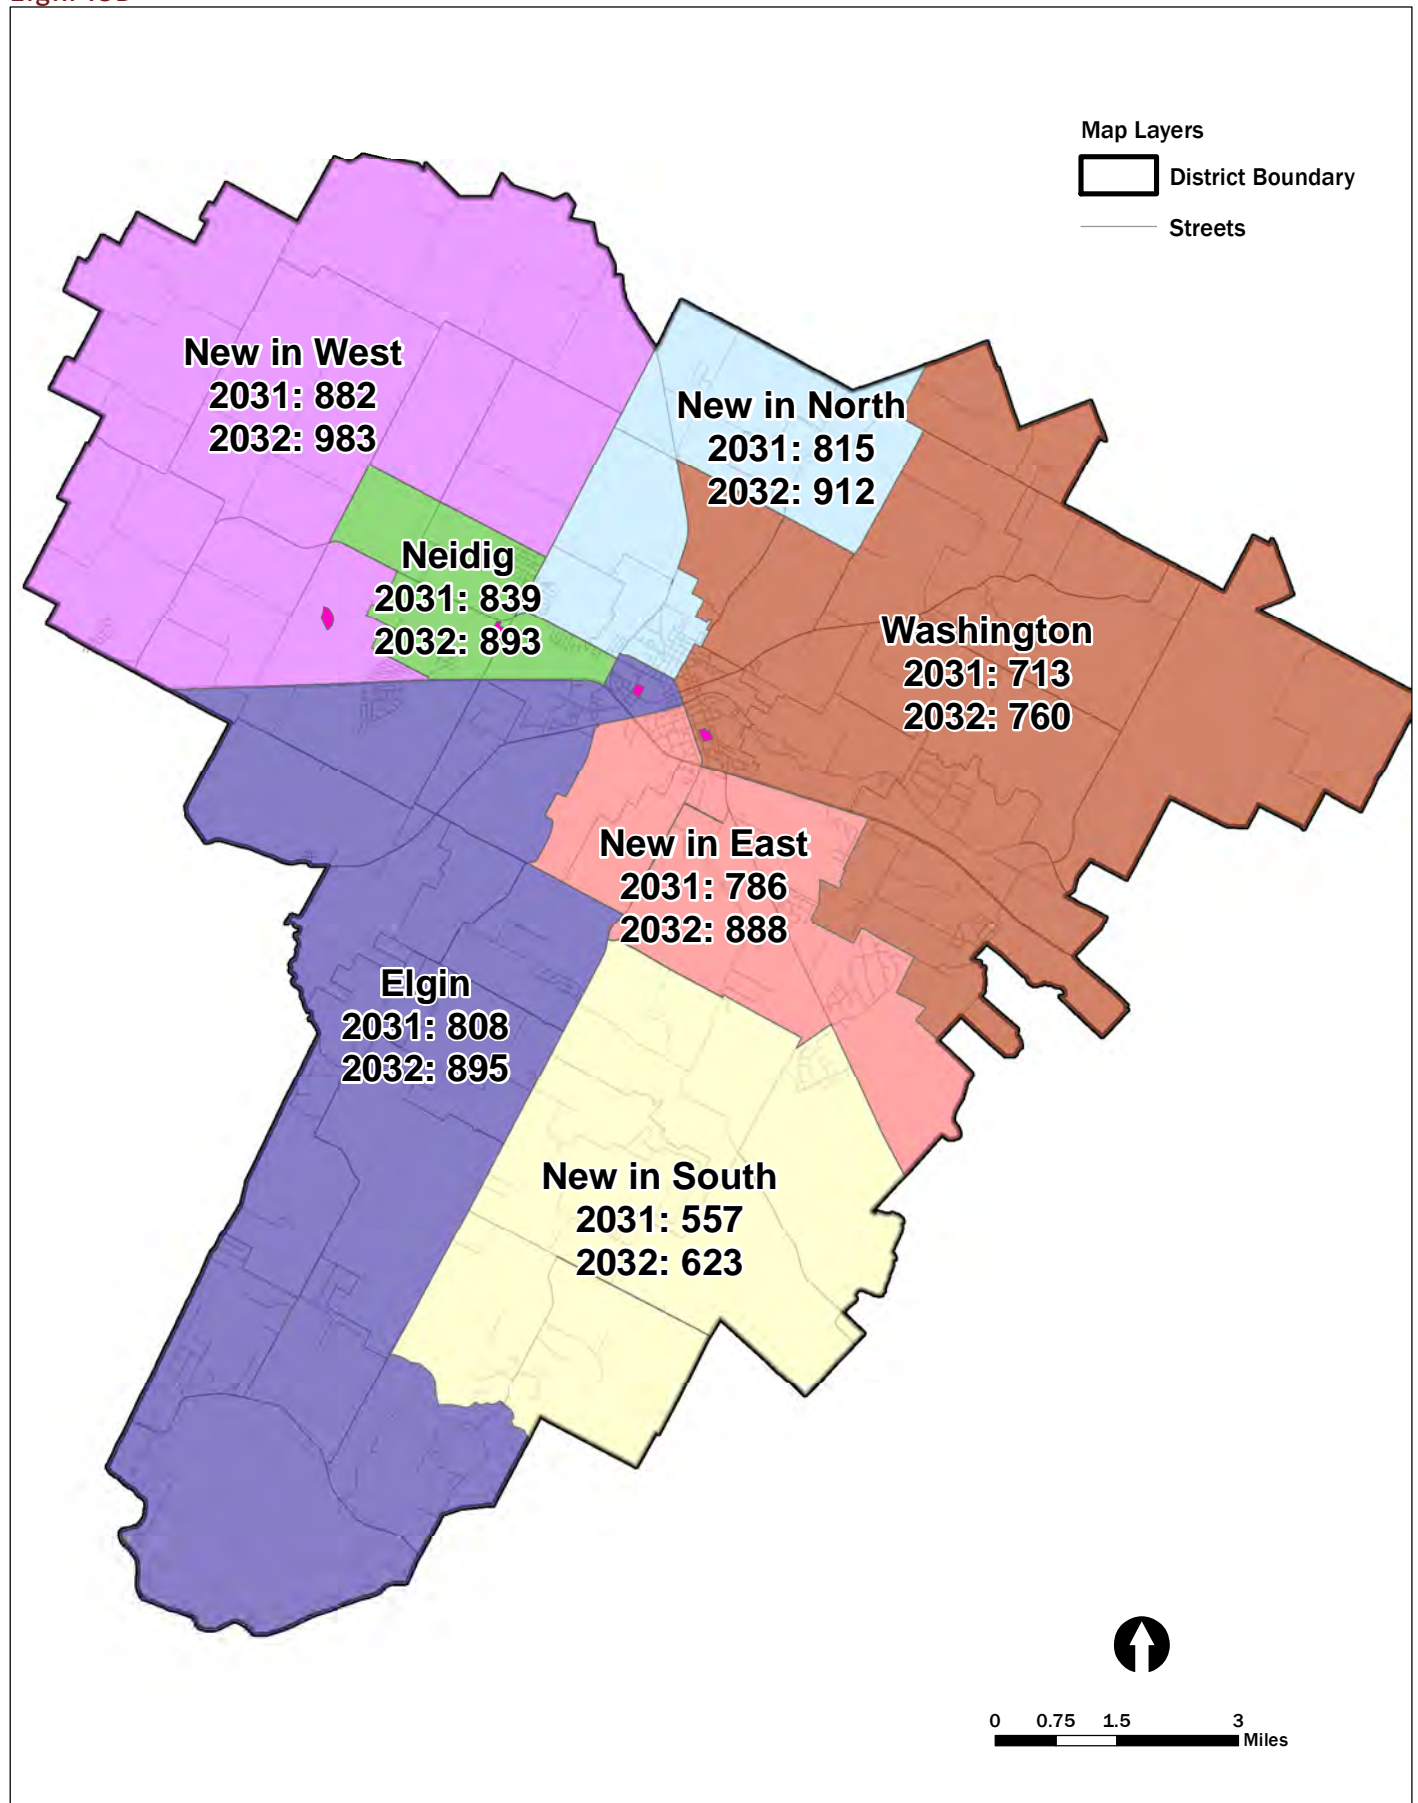 Map Layers
District Boundary
Streets
New in West
2031: 882
2032: 983
New in North
2031: 815
2032: 912
Neidig
2031: 839
2032: 893
Washington
2031: 713
2032: 760
New in East
2031: 786
2032: 888
Elgin
2031: 808
2032: 895
New in South
2031: 557
2032: 623
0 0.75 1.5 3
Miles